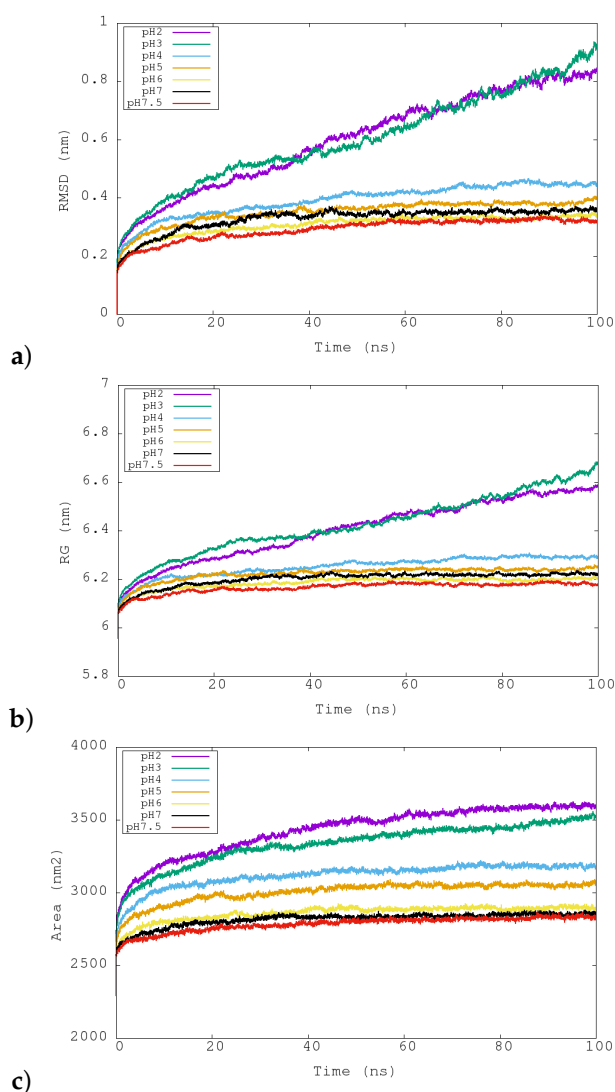 1
0.8
0.6
0.4
0.2
0
RMSD (nm)
pH2
pH3
pH4
pH5
pH6
pH7
pH7.5
0 20 40 60 80 100
Time (ns)
a)
7
6.8
6.6
6.4
6.2
6
5.8
RG (nm)
pH2
pH3
pH4
pH5
pH6
pH7
pH7.5
0 20 40 60 80 100
Time (ns)
b)
4000
3500
3000
2500
2000
Area (nm2)
pH2
pH3
pH4
pH5
pH6
pH7
pH7.5
0 20 40 60 80 100
Time (ns)
c)